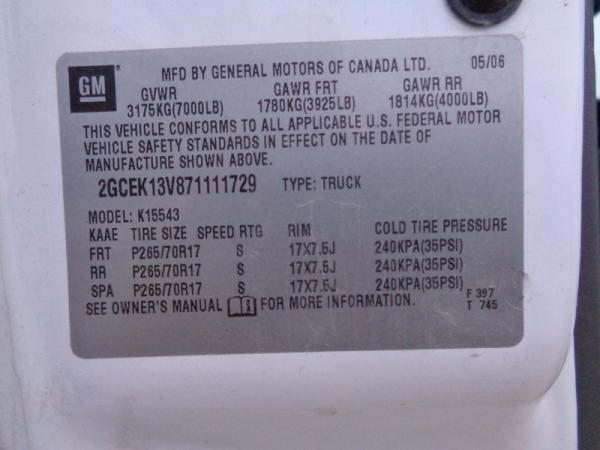 GM
MFD BY GENERAL MOTORS OF CANADA LTD. 05/06
GVWR GAWR FRT GAWR RR
3175KG(7000LB) 1780KG(3925LB) 1814KG(4000LB)
THIS VEHICLE CONFORMS TO ALL APPLICABLE U.S. FEDERAL MOTOR
VEHICLE SAFETY STANDARDS IN EFFECT ON THE DATE OF
MANUFACTURE SHOWN ABOVE.
2GCEK13V871111729 TYPE: TRUCK
MODEL: K15543
KAAE TIRE SIZE SPEED RTG RIM COLD TIRE PRESSURE
FRT P265/70R17 S 17X7.5J 240KPA(35PSI)
RR P265/70R17 S 17X7.5J 240KPA(35PSI)
SPA P265/70R17 S 17X7.5J 240KPA(35PSI)
SEE OWNER'S MANUAL i FOR MORE INFORMATION. F 397
T 745